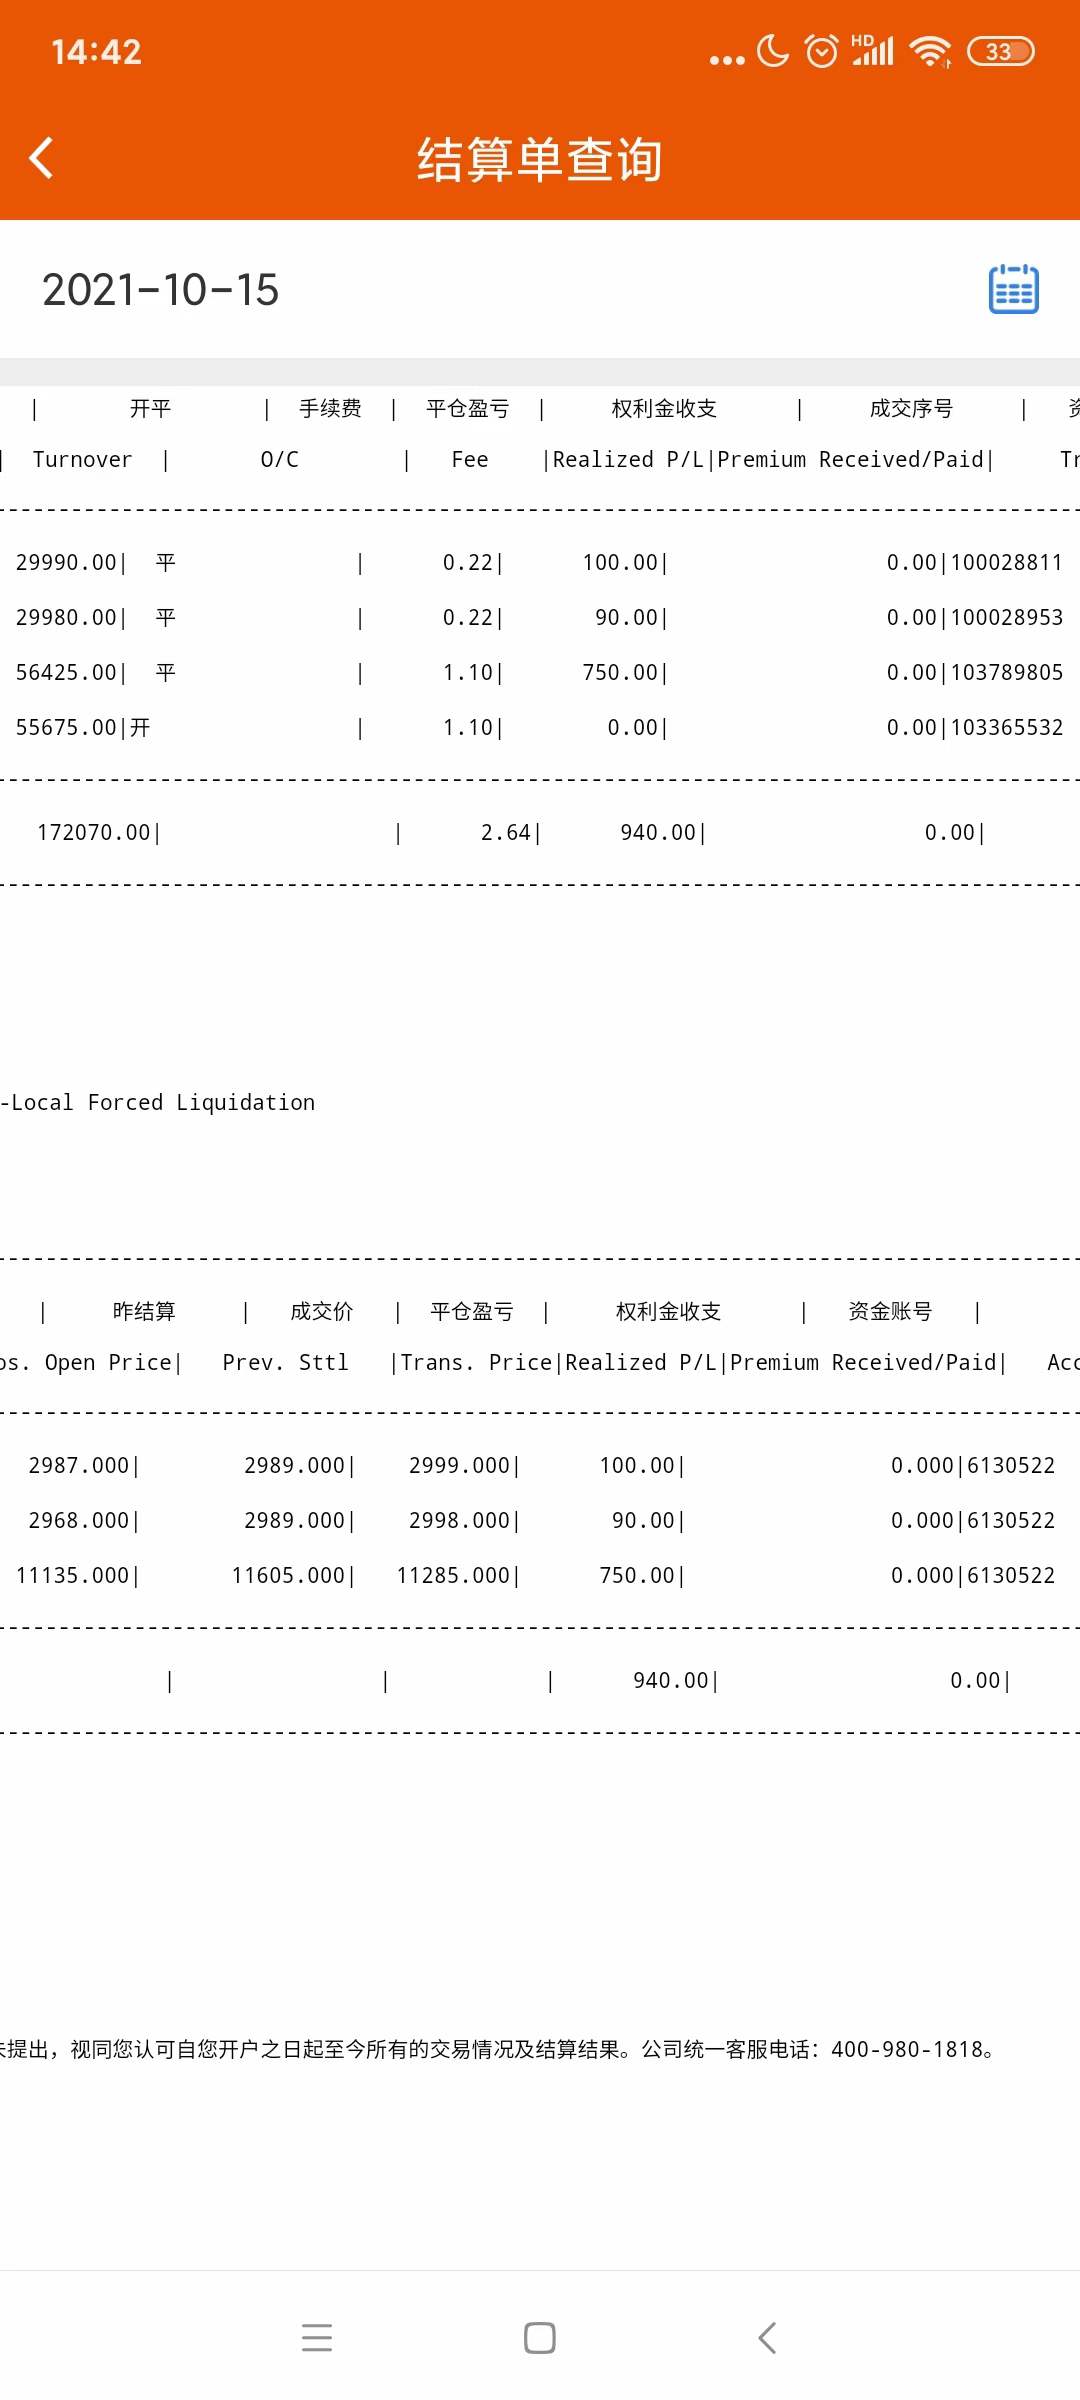 14:42
HD
33
结算单查询
2021-10-15
| 开平 | 手续费 | 平仓盈亏 | 权利金收支 | 成交序号 |
| Turnover | O/C | Fee |Realized P/L|Premium Received/Paid|
29990.00| 平 | 0.22| 100.00| 0.00|100028811
29980.00| 平 | 0.22| 90.00| 0.00|100028953
56425.00| 平 | 1.10| 750.00| 0.00|103789805
55675.00|开 | 1.10| 0.00| 0.00|103365532
172070.00| | 2.64| 940.00| 0.00|
-Local Forced Liquidation
| 昨结算 | 成交价 | 平仓盈亏 | 权利金收支 | 资金账号 |
os. Open Price| Prev. Sttl |Trans. Price|Realized P/L|Premium Received/Paid| Acc
2987.000| 2989.000| 2999.000| 100.00| 0.000|6130522
2968.000| 2989.000| 2998.000| 90.00| 0.000|6130522
11135.000| 11605.000| 11285.000| 750.00| 0.000|6130522
| | | 940.00| 0.00|
提出，视同您认可自您开户之日起至今所有的交易情况及结算结果。公司统一客服电话：400-980-1818。